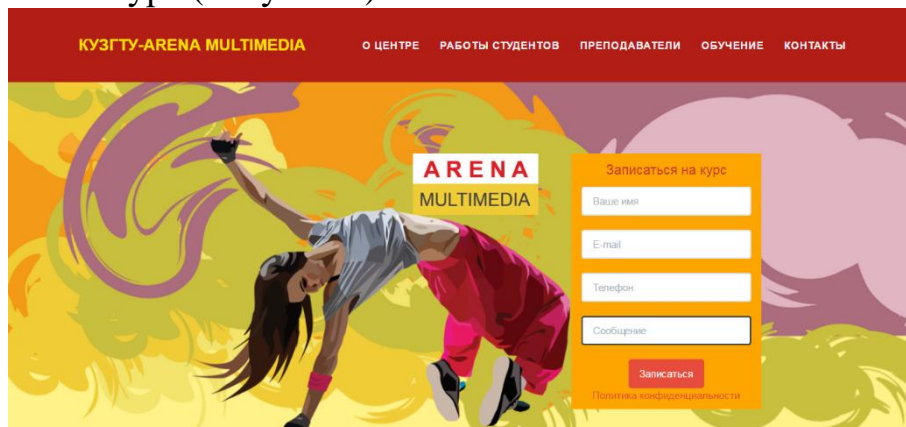 КУЗГТУ-ARENA MULTIMEDIA
О ЦЕНТРЕ РАБОТЫ СТУДЕНТОВ ПРЕПОДАВАТЕЛИ ОБУЧЕНИЕ КОНТАКТЫ
ARENA
MULTIMEDIA
Записаться на курс
Ваше имя
E-mail
Телефон
Сообщение
Записаться
Политика конфиденциальности